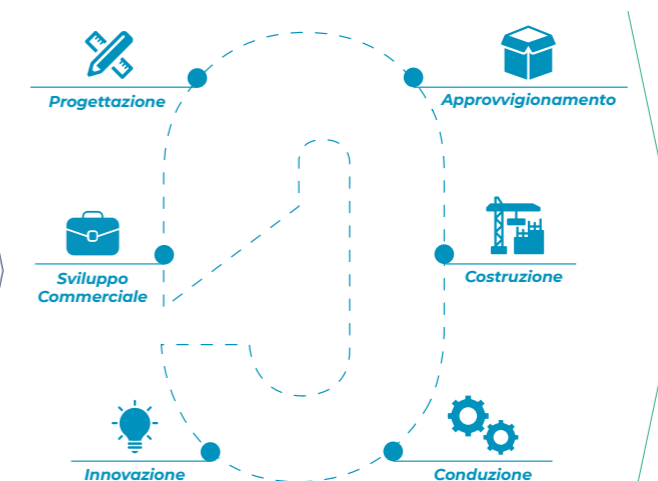 Progettazione
Approvvigionamento
Sviluppo
Commerciale
Costruzione
Innovazione
Conduzione